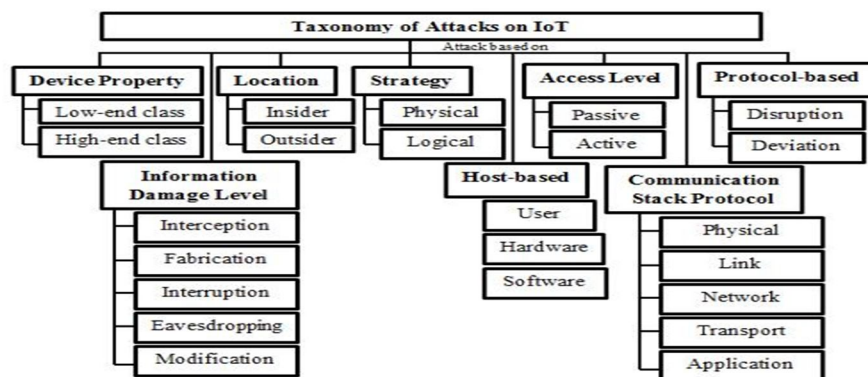 Taxonomy of Attacks on IoT
Attack based on
Device Property
Low-end class
High-end class
Location
Insider
Outsider
Strategy
Physical
Logical
Access Level
Passive
Active
Protocol-based
Disruption
Deviation
Information
Damage Level
Interception
Fabrication
Interruption
Eavesdropping
Modification
Host-based
User
Hardware
Software
Communication
Stack Protocol
Physical
Link
Network
Transport
Application